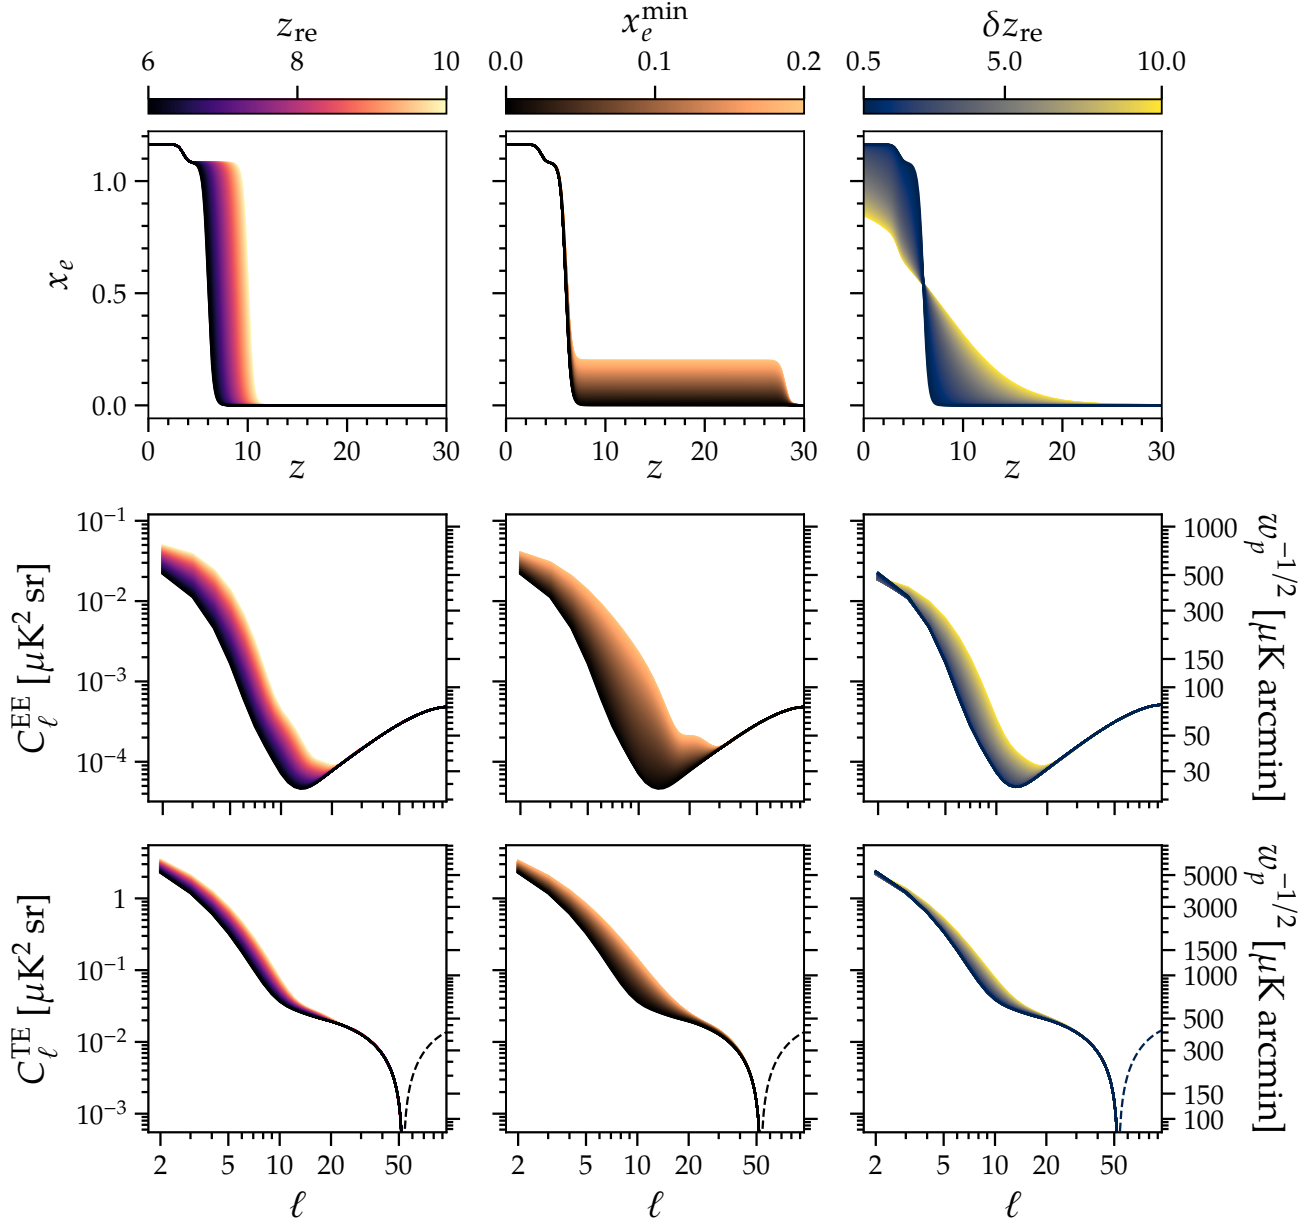 z_re x_e^min δz_re
6 8 10 0.0 0.1 0.2 0.5 5.0 10.0
x_e
1.0
0.5
0.0
0 10 20 30 0 10 20 30 0 10 20 30
z z z
C_ℓ^EE [μK² sr]
10⁻¹
10⁻²
10⁻³
10⁻⁴
1000
500
300
150
100
50
30
w_p^−1/2 [μK arcmin]
C_ℓ^TE [μK² sr]
1
10⁻¹
10⁻²
10⁻³
5000
3000
1500
1000
500
300
150
100
w_p^−1/2 [μK arcmin]
2 5 10 20 50 2 5 10 20 50 2 5 10 20 50
ℓ ℓ ℓ